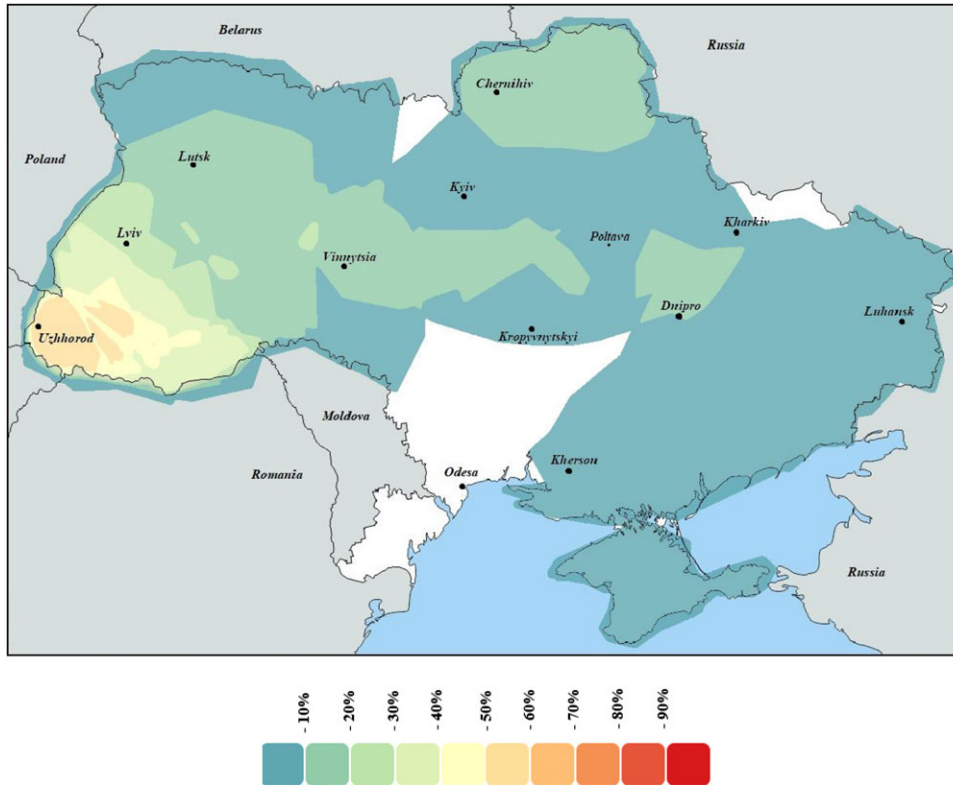 Belarus
Russia
Chernihiv
Poland
Lutsk
Kyiv
Lviv
Kharkiv
Poltava
Vinnytsia
Dnipro
Luhansk
Uzhhorod
Kropyvnytskyi
Moldova
Romania
Odesa
Kherson
Russia
- 10%
- 20%
- 30%
- 40%
- 50%
- 60%
- 70%
- 80%
- 90%